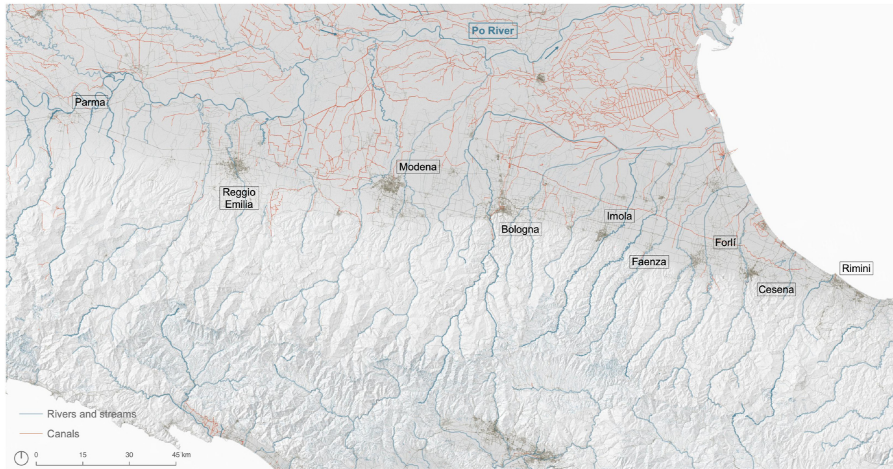 Po River
Parma
Modena
Reggio
Emilia
Imola
Bologna
Forlí
Faenza
Rimini
Cesena
Rivers and streams
Canals
0 15 30 45 km